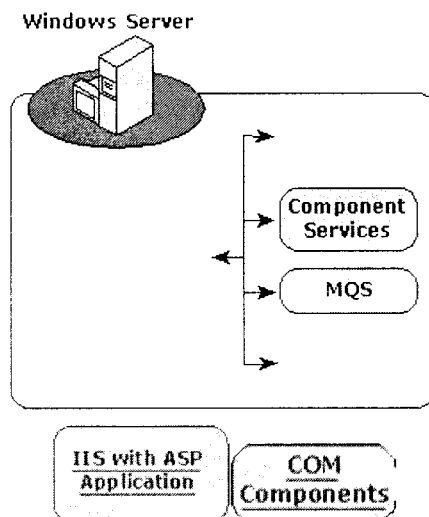 Windows Server
Component
Services
MQS
IIS with ASP
Application
COM
Components